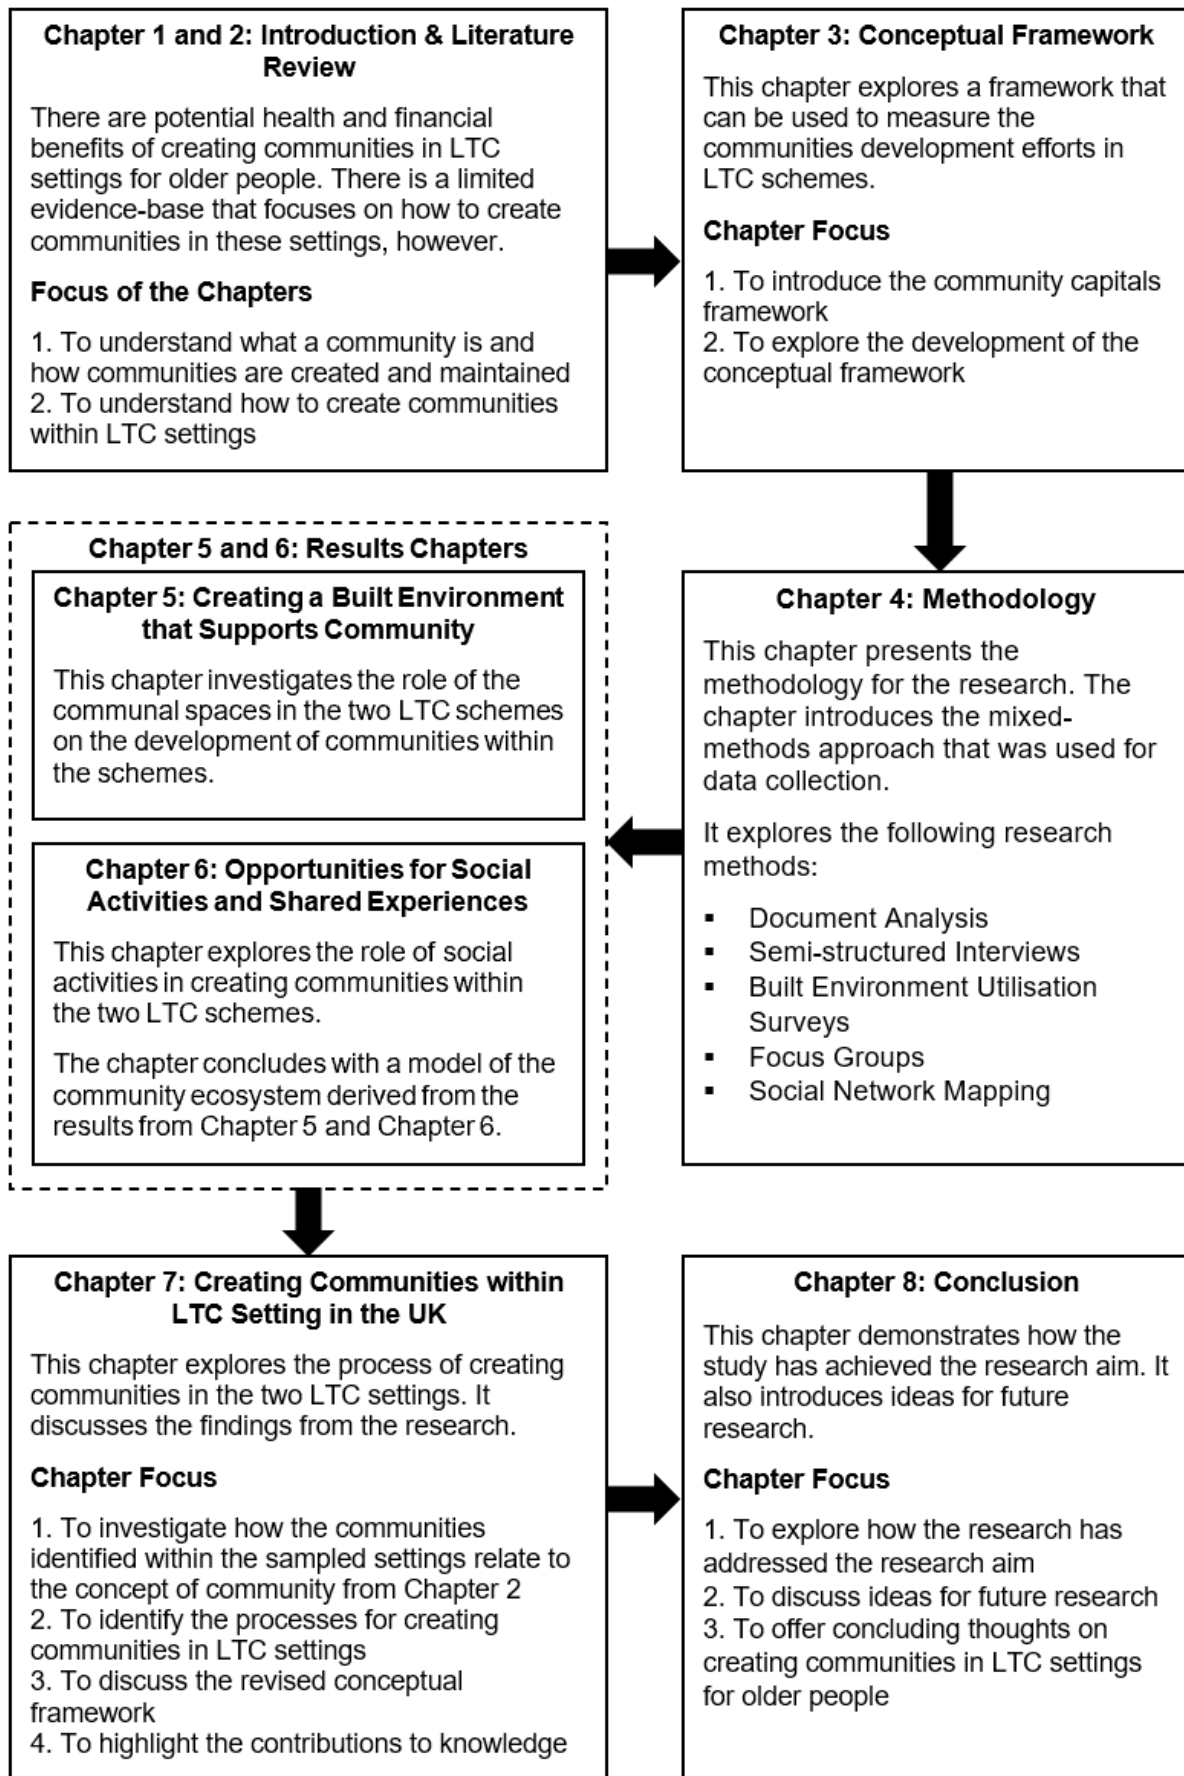 Chapter 1 and 2: Introduction & Literature
Review
There are potential health and financial
benefits of creating communities in LTC
settings for older people. There is a limited
evidence-base that focuses on how to create
communities in these settings, however.
Focus of the Chapters
1. To understand what a community is and
how communities are created and maintained
2. To understand how to create communities
within LTC settings
Chapter 3: Conceptual Framework
This chapter explores a framework that
can be used to measure the
communities development efforts in
LTC schemes.
Chapter Focus
1. To introduce the community capitals
framework
2. To explore the development of the
conceptual framework
Chapter 4: Methodology
This chapter presents the
methodology for the research. The
chapter introduces the mixed-
methods approach that was used for
data collection.
It explores the following research
methods:
▪ Document Analysis
▪ Semi-structured Interviews
▪ Built Environment Utilisation
Surveys
▪ Focus Groups
▪ Social Network Mapping
Chapter 5 and 6: Results Chapters
Chapter 5: Creating a Built Environment
that Supports Community
This chapter investigates the role of the
communal spaces in the two LTC schemes
on the development of communities within
the schemes.
Chapter 6: Opportunities for Social
Activities and Shared Experiences
This chapter explores the role of social
activities in creating communities within
the two LTC schemes.
The chapter concludes with a model of the
community ecosystem derived from the
results from Chapter 5 and Chapter 6.
Chapter 7: Creating Communities within
LTC Setting in the UK
This chapter explores the process of creating
communities in the two LTC settings. It
discusses the findings from the research.
Chapter Focus
1. To investigate how the communities
identified within the sampled settings relate to
the concept of community from Chapter 2
2. To identify the processes for creating
communities in LTC settings
3. To discuss the revised conceptual
framework
4. To highlight the contributions to knowledge
Chapter 8: Conclusion
This chapter demonstrates how the
study has achieved the research aim. It
also introduces ideas for future
research.
Chapter Focus
1. To explore how the research has
addressed the research aim
2. To discuss ideas for future research
3. To offer concluding thoughts on
creating communities in LTC settings
for older people